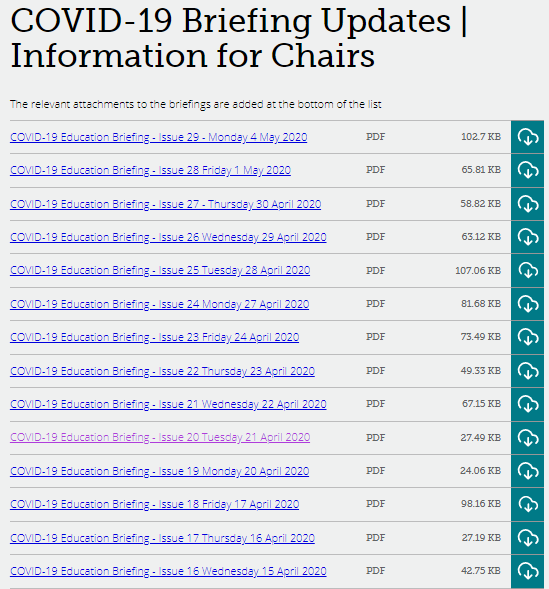 COVID-19 Briefing Updates |
Information for Chairs
The relevant attachments to the briefings are added at the bottom of the list
COVID-19 Education Briefing - Issue 29 - Monday 4 May 2020 PDF 102.7 KB
COVID-19 Education Briefing - Issue 28 Friday 1 May 2020 PDF 65.81 KB
COVID-19 Education Briefing - Issue 27 - Thursday 30 April 2020 PDF 58.82 KB
COVID-19 Education Briefing - Issue 26 Wednesday 29 April 2020 PDF 63.12 KB
COVID-19 Education Briefing - Issue 25 Tuesday 28 April 2020 PDF 107.06 KB
COVID-19 Education Briefing - Issue 24 Monday 27 April 2020 PDF 81.68 KB
COVID-19 Education Briefing - Issue 23 Friday 24 April 2020 PDF 73.49 KB
COVID-19 Education Briefing - Issue 22 Thursday 23 April 2020 PDF 49.33 KB
COVID-19 Education Briefing - Issue 21 Wednesday 22 April 2020 PDF 67.15 KB
COVID-19 Education Briefing - Issue 20 Tuesday 21 April 2020 PDF 27.49 KB
COVID-19 Education Briefing - Issue 19 Monday 20 April 2020 PDF 24.06 KB
COVID-19 Education Briefing - Issue 18 Friday 17 April 2020 PDF 98.16 KB
COVID-19 Education Briefing - Issue 17 Thursday 16 April 2020 PDF 27.19 KB
COVID-19 Education Briefing - Issue 16 Wednesday 15 April 2020 PDF 42.75 KB